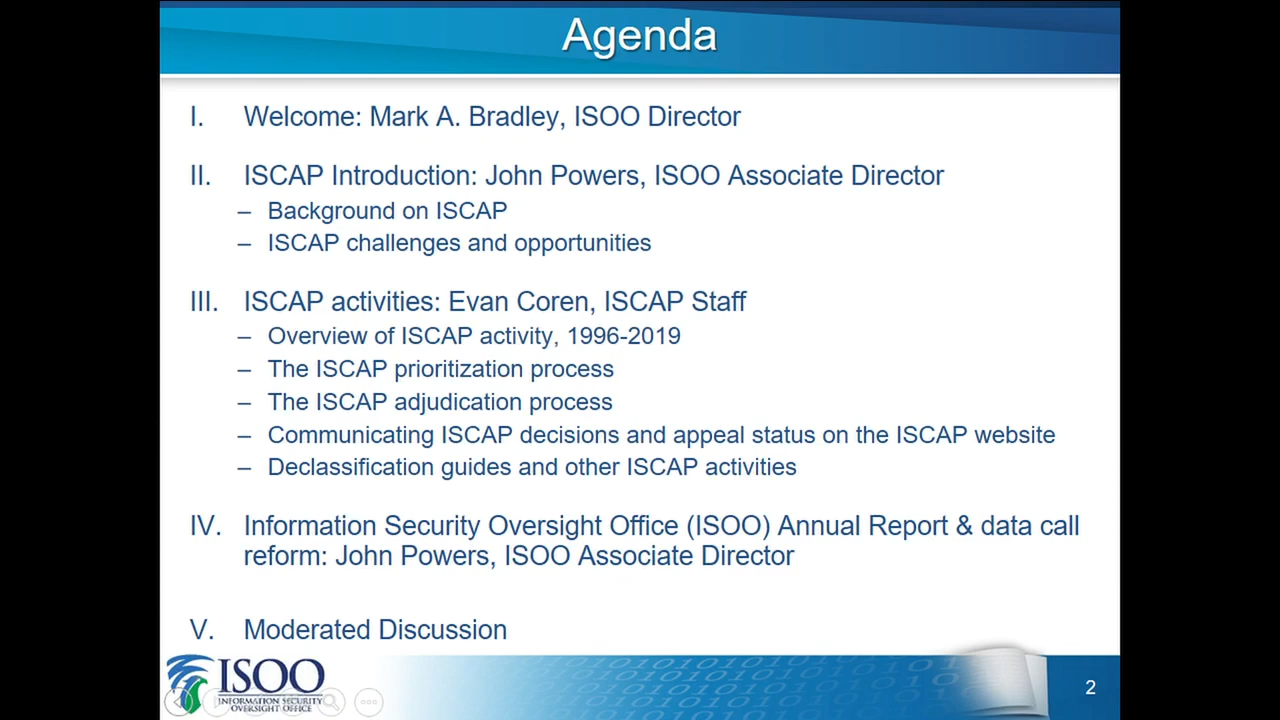 Agenda
I. Welcome: Mark A. Bradley, ISOO Director
II. ISCAP Introduction: John Powers, ISOO Associate Director
– Background on ISCAP
– ISCAP challenges and opportunities
III. ISCAP activities: Evan Coren, ISCAP Staff
– Overview of ISCAP activity, 1996-2019
– The ISCAP prioritization process
– The ISCAP adjudication process
– Communicating ISCAP decisions and appeal status on the ISCAP website
– Declassification guides and other ISCAP activities
IV. Information Security Oversight Office (ISOO) Annual Report & data call
reform: John Powers, ISOO Associate Director
V. Moderated Discussion
ISOO
INFORMATION SECURITY
OVERSIGHT OFFICE
2